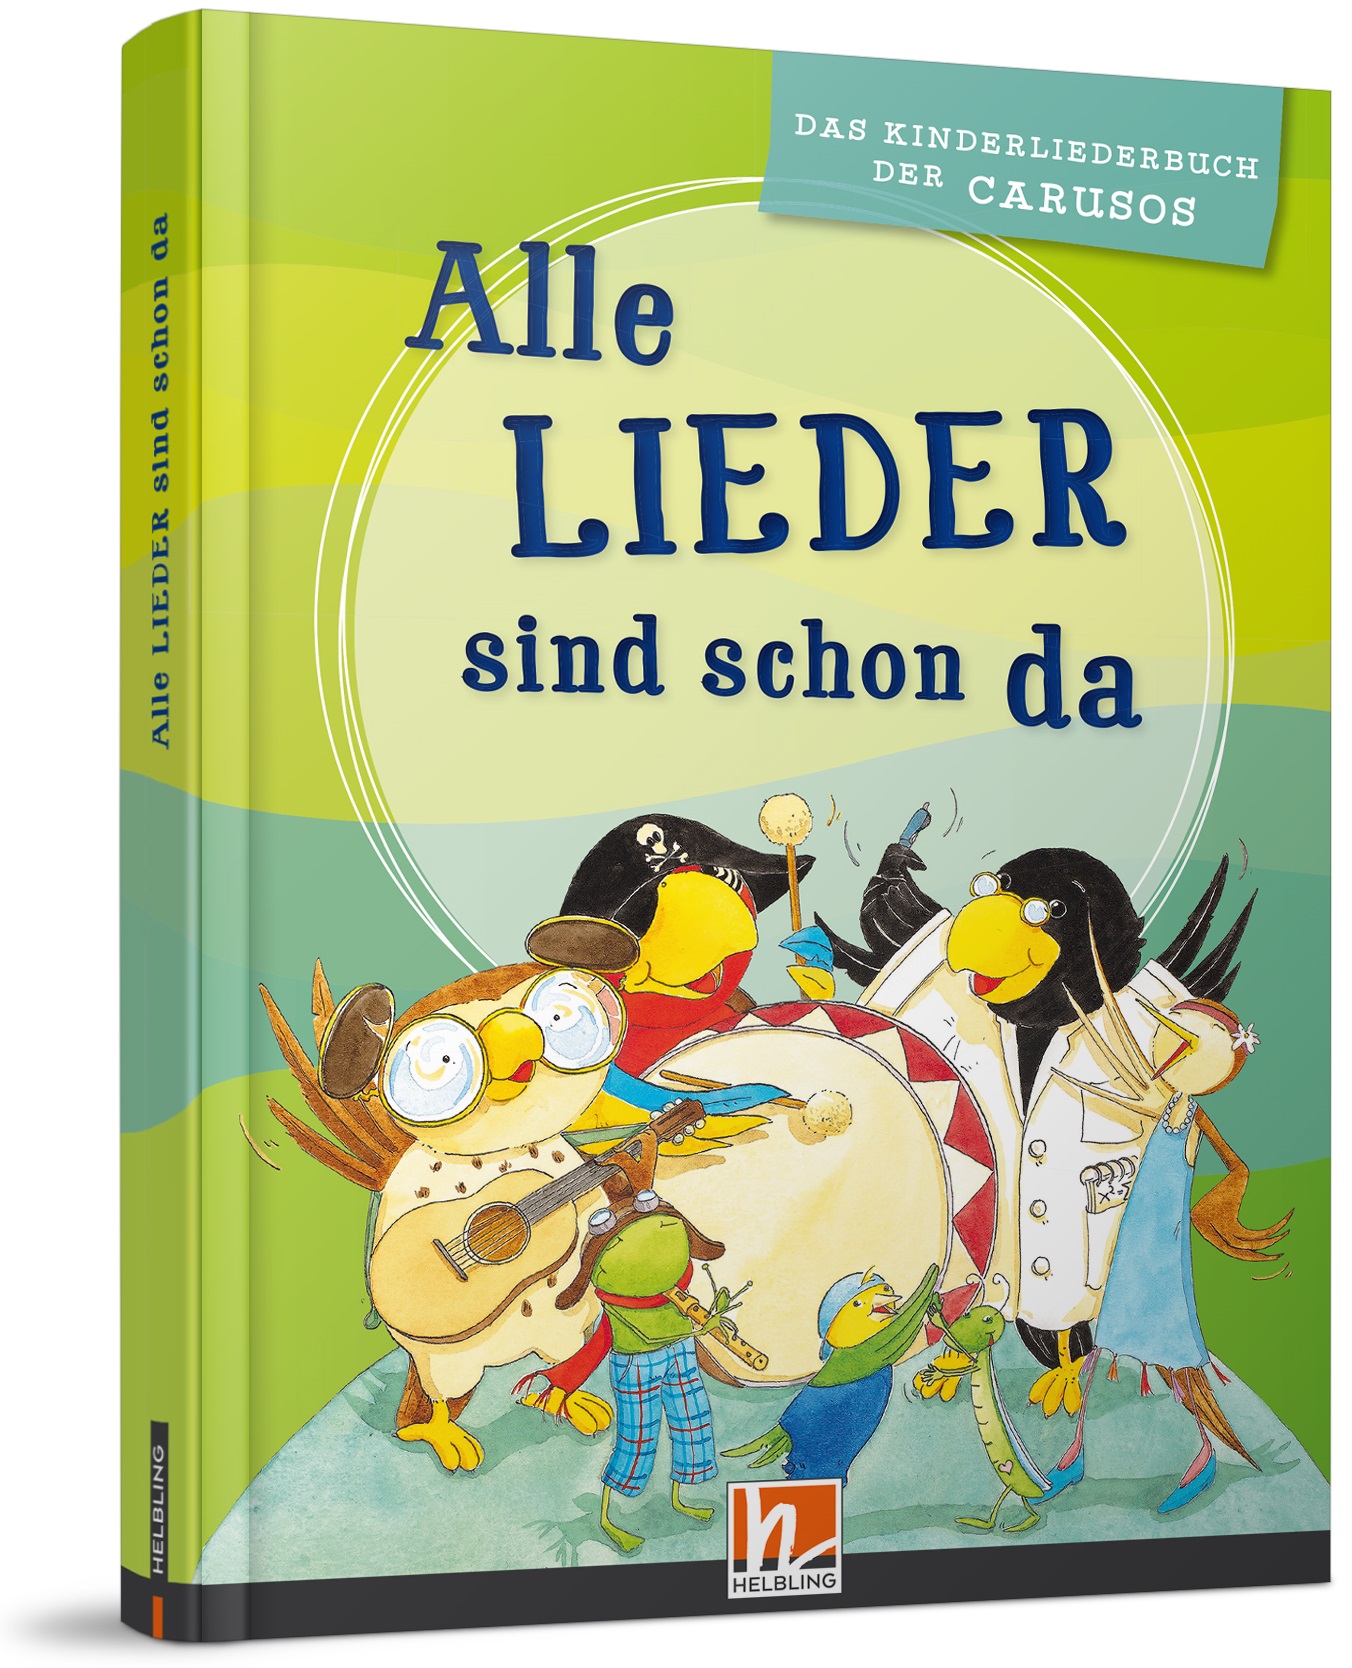 DAS KINDERLIEDERBUCH
DER CARUSOS
Alle
LIEDER
sind schon da
HELBLING
Alle LIEDER sind schon da
HELBLING